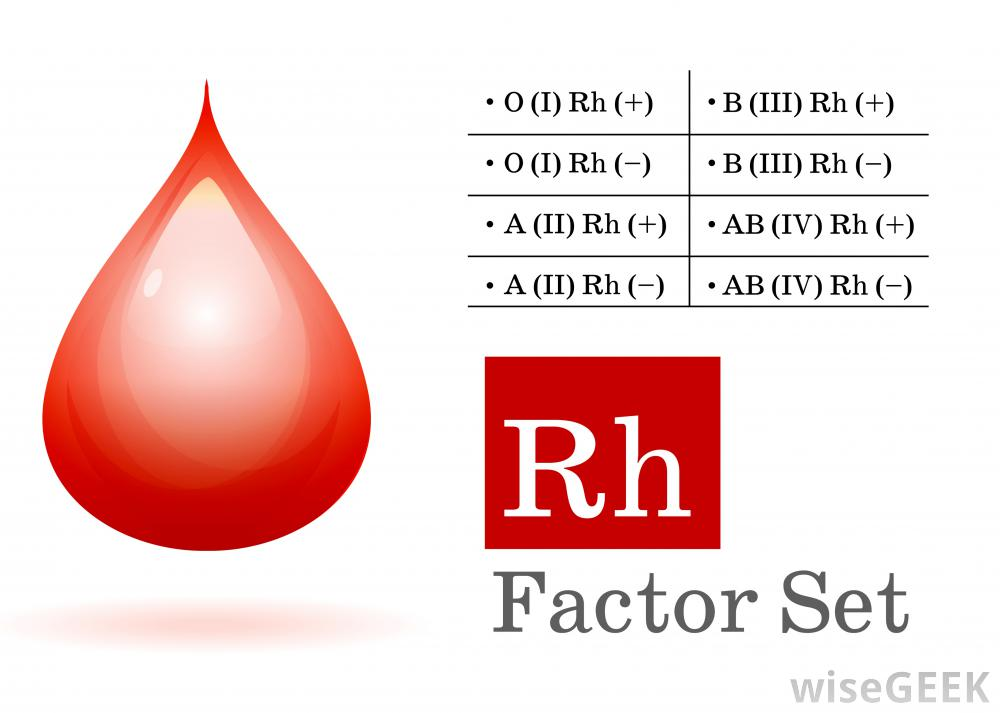 • O (I) Rh (+)
• B (III) Rh (+)
• O (I) Rh (−)
• B (III) Rh (−)
• A (II) Rh (+)
• AB (IV) Rh (+)
• A (II) Rh (−)
• AB (IV) Rh (−)
Rh
Factor Set
wiseGEEK